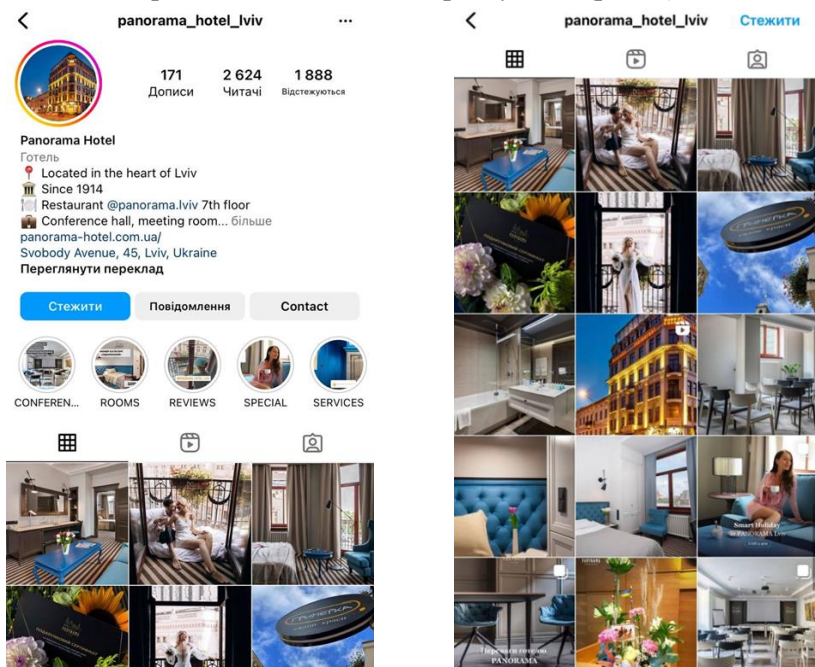 panorama_hotel_lviv
171 2 624 1 888
Дописи Читачі Відстежуються
Panorama Hotel
Готель
Located in the heart of Lviv
Since 1914
Restaurant @panorama.lviv 7th floor
Conference hall, meeting room... більше
panorama-hotel.com.ua/
Svobody Avenue, 45, Lviv, Ukraine
Переглянути переклад
Стежити Повідомлення Contact
CONFEREN... ROOMS REVIEWS SPECIAL SERVICES
panorama_hotel_lviv Стежити
Smart Holiday
in PANORAMA Lviv
Переваги готелю
PANORAMA